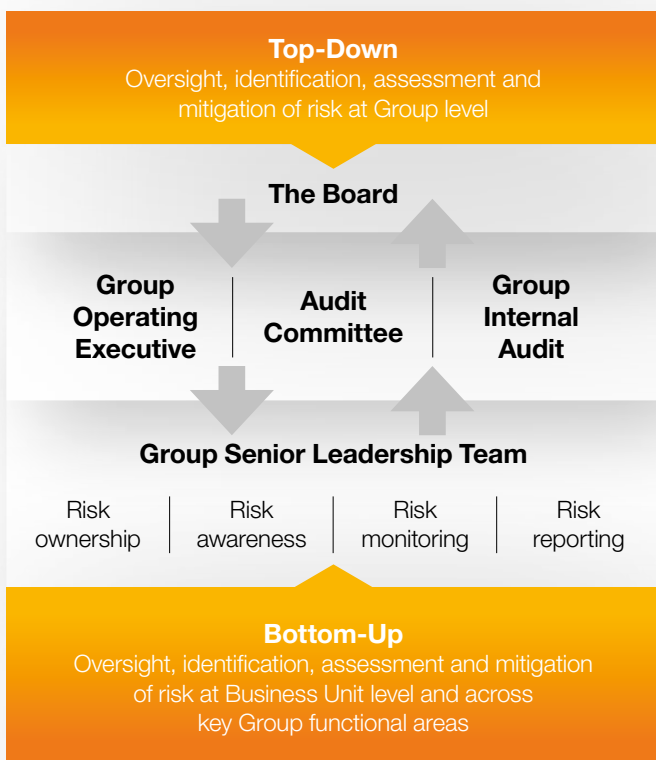 Top-Down
Oversight, identification, assessment and
mitigation of risk at Group level
The Board
Group
Operating
Executive
Audit
Committee
Group
Internal
Audit
Group Senior Leadership Team
Risk
ownership
Risk
awareness
Risk
monitoring
Risk
reporting
Bottom-Up
Oversight, identification, assessment and mitigation
of risk at Business Unit level and across
key Group functional areas